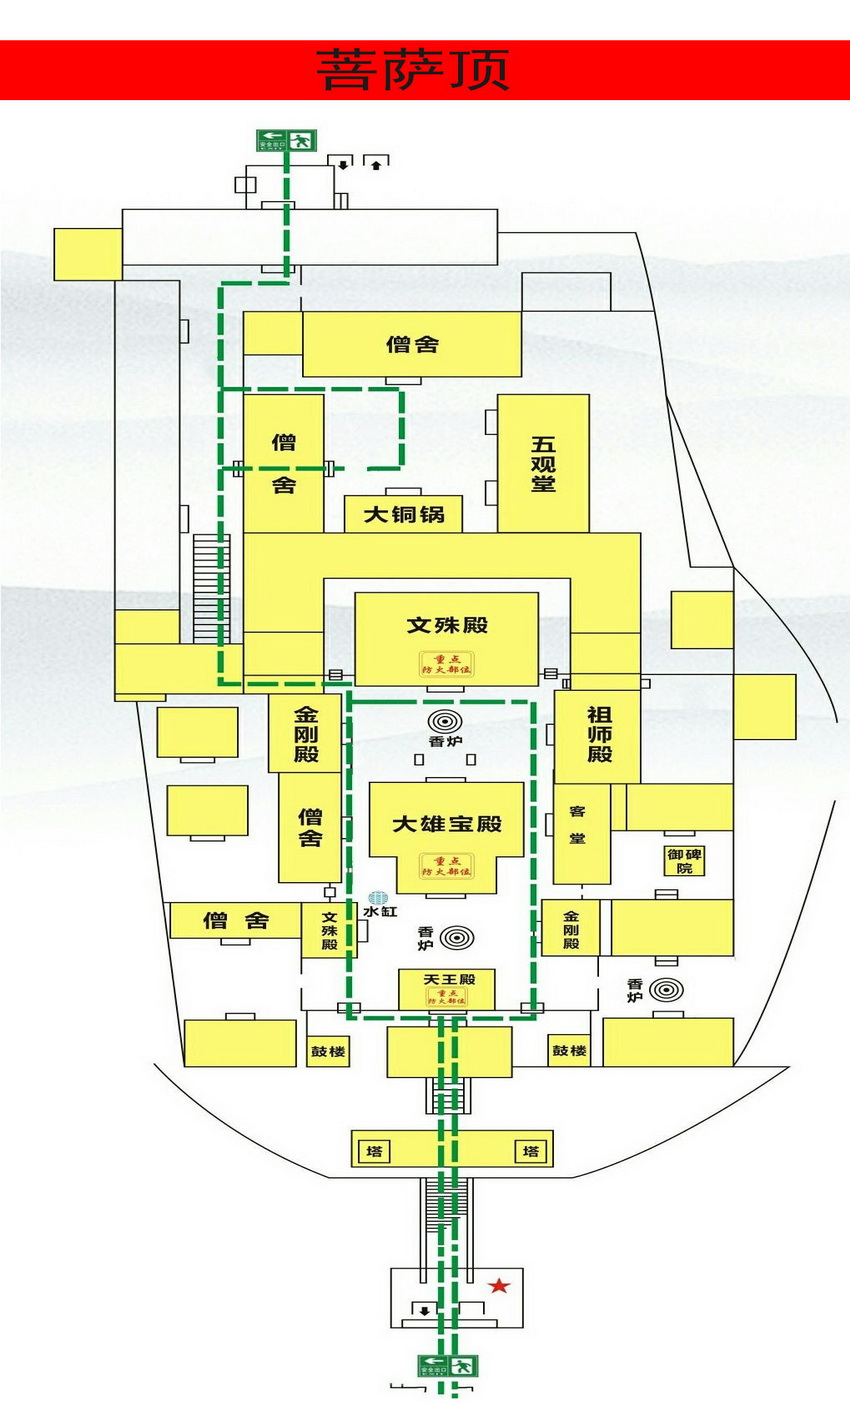 菩萨顶
安全出口
僧舍
僧舍
五观堂
大铜锅
文殊殿
重点
防火部位
金刚殿
香炉
祖师殿
大雄宝殿
重点
防火部位
僧舍
客堂
御碑院
水缸
僧舍
文殊殿
香炉
金刚殿
天王殿
重点
防火部位
香炉
鼓楼
鼓楼
塔
塔
安全出口